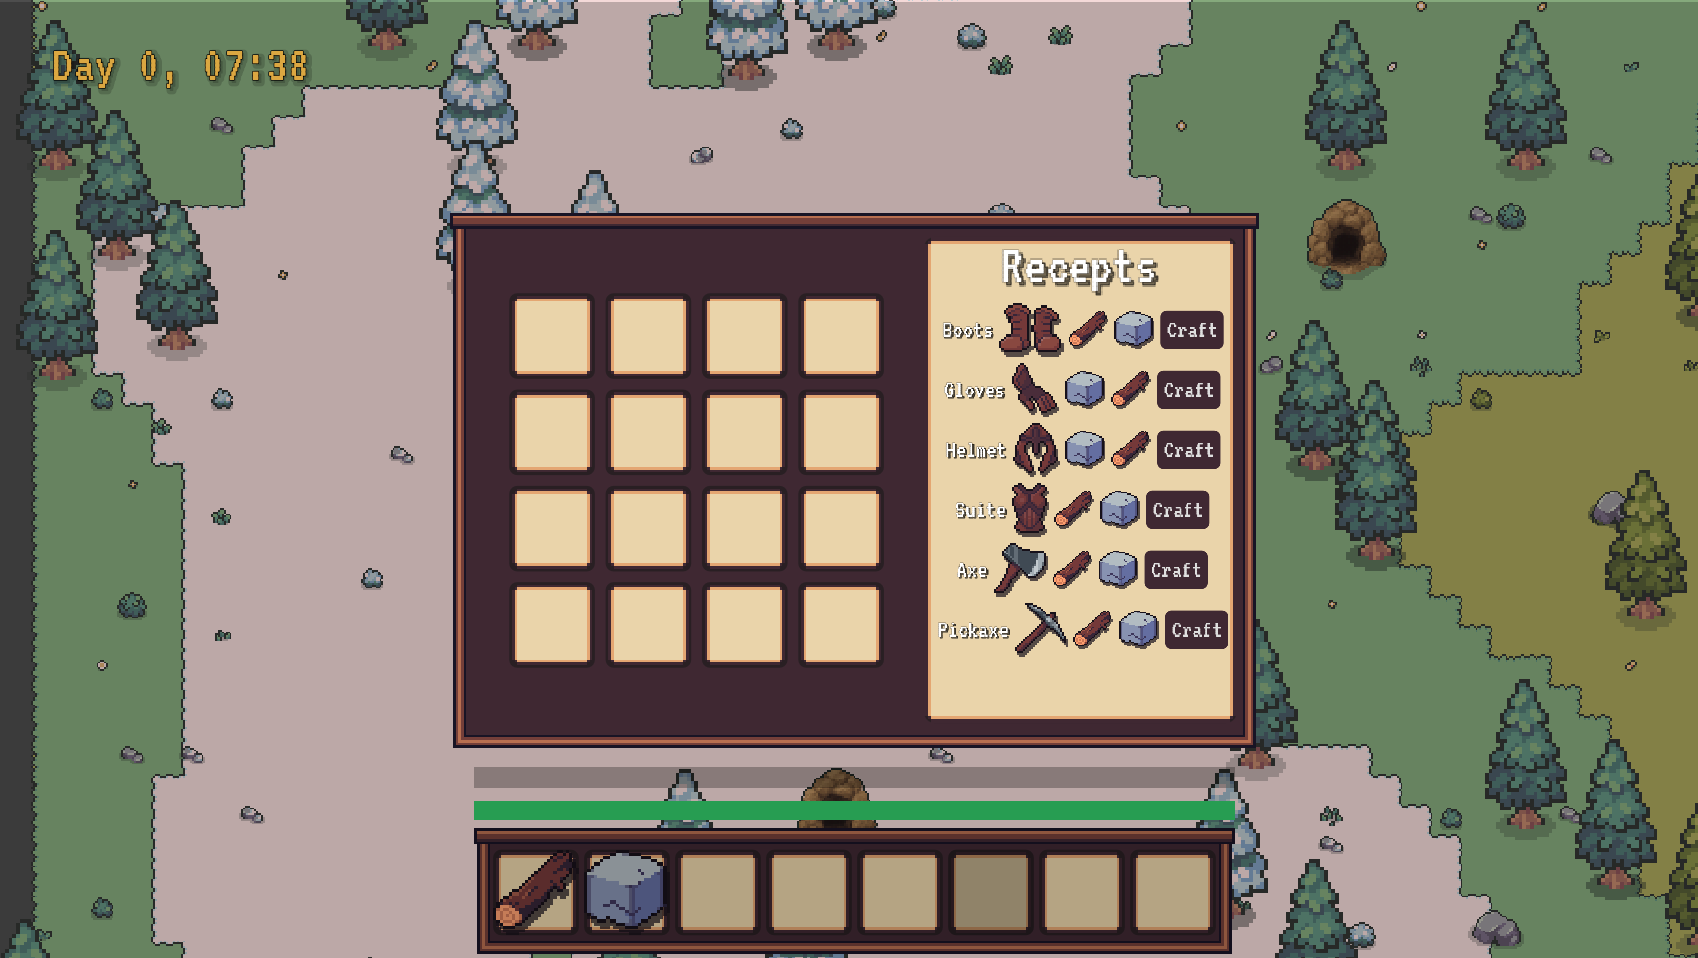 Day 0, 07:38
Recepts
Boots Craft
Gloves Craft
Helmet Craft
Suite Craft
Axe Craft
Pickaxe Craft